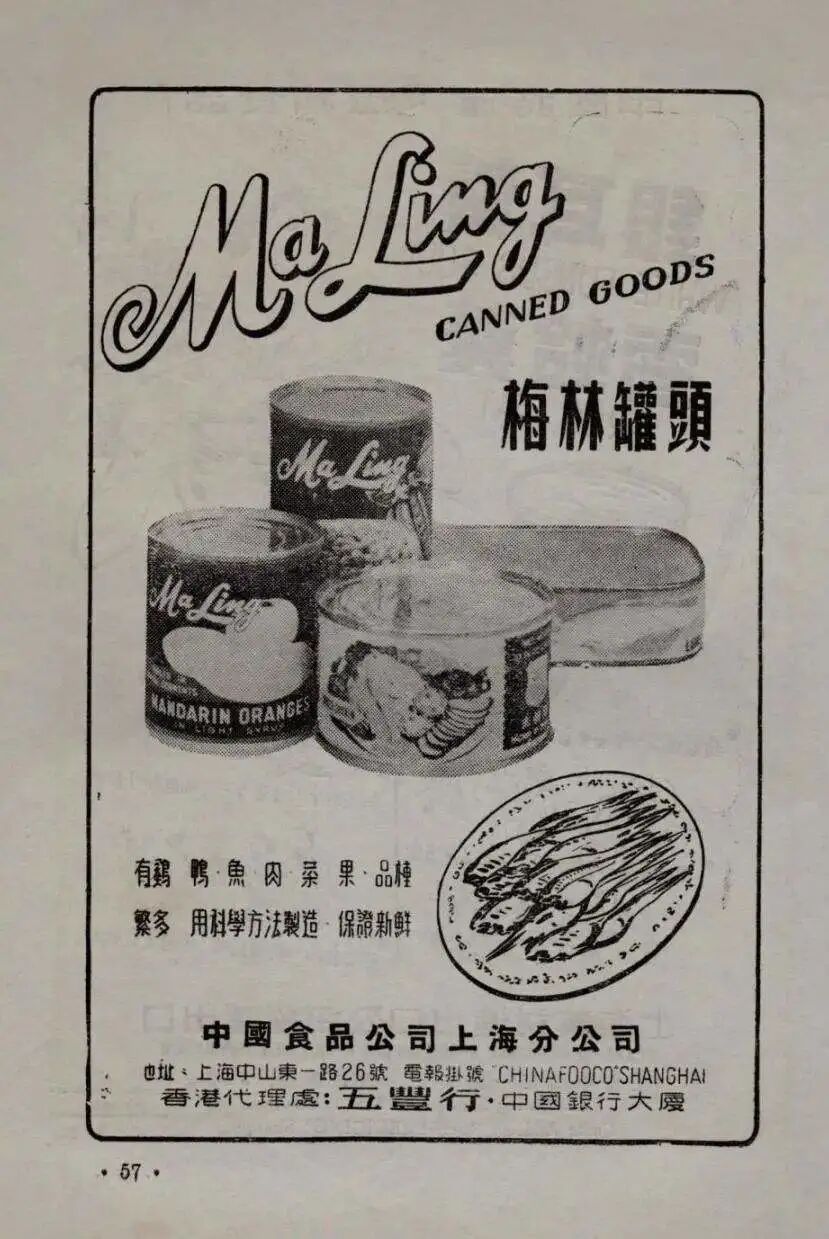 Ma Ling
CANNED GOODS
梅林罐頭
Ma Ling
Ma Ling
MANDARIN ORANGES
IN LIGHT SYRUP
有鷄 鴨·魚·肉·菜 果·品種
繁多 用科學方法製造·保證新鮮
中國食品公司上海分公司
地址：上海中山東一路26號 電報掛號 "CHINAFOOCO"SHANGHAI
香港代理處：五豐行·中國銀行大廈
·57·